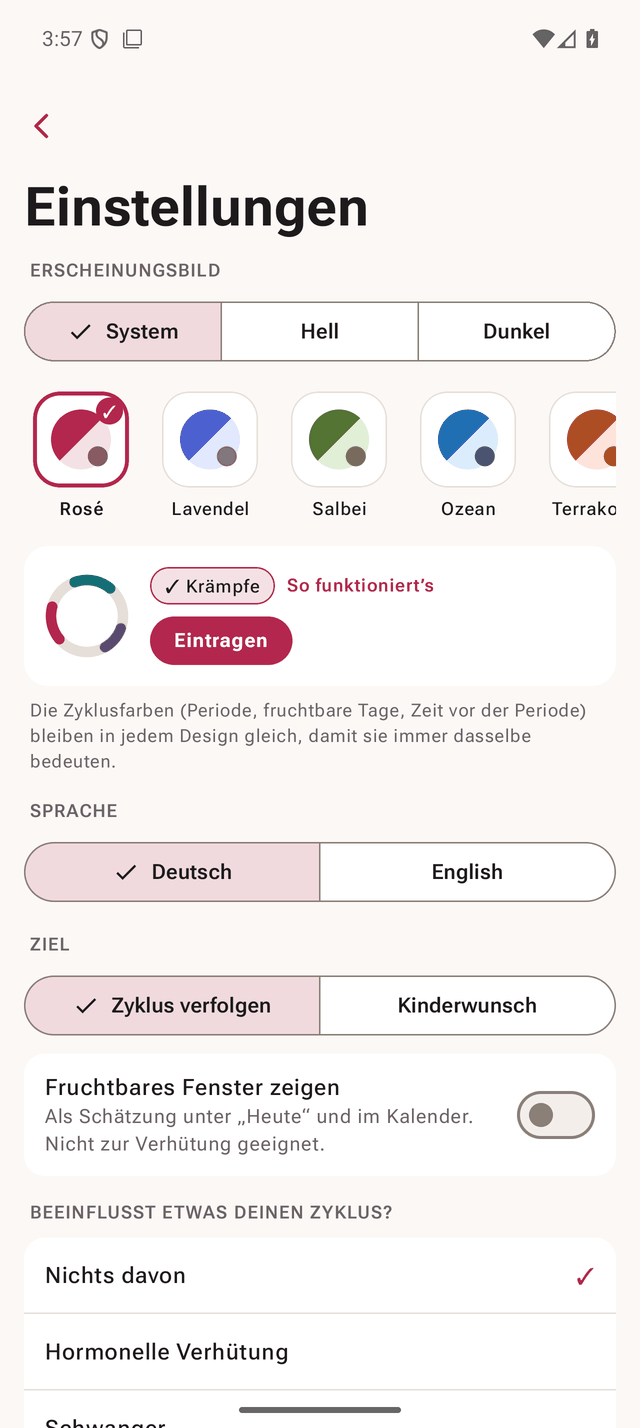 3:57
Einstellungen
ERSCHEINUNGSBILD
System
Hell
Dunkel
Rosé
Lavendel
Salbei
Ozean
Terrako
✓ Krämpfe
So funktioniert’s
Eintragen
Die Zyklusfarben (Periode, fruchtbare Tage, Zeit vor der Periode)
bleiben in jedem Design gleich, damit sie immer dasselbe
bedeuten.
SPRACHE
Deutsch
English
ZIEL
Zyklus verfolgen
Kinderwunsch
Fruchtbares Fenster zeigen
Als Schätzung unter „Heute“ und im Kalender.
Nicht zur Verhütung geeignet.
BEEINFLUSST ETWAS DEINEN ZYKLUS?
Nichts davon
Hormonelle Verhütung
Schwanger